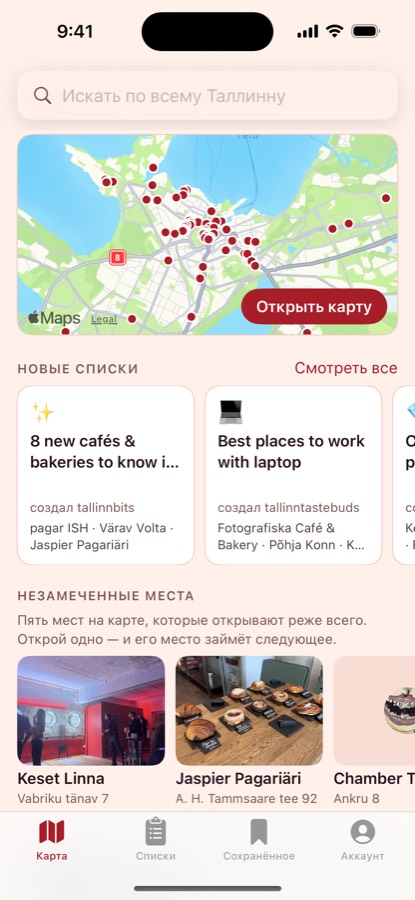 9:41
Искать по всему Таллинну
8
Maps
Legal
Открыть карту
НОВЫЕ СПИСКИ
Смотреть все
8 new cafés &
bakeries to know i...
создал tallinnbits
pagar ISH · Värav Volta ·
Jaspier Pagariäri
Best places to work
with laptop
создал tallinntastebuds
Fotografiska Café &
Bakery · Põhja Konn · K...
НЕЗАМЕЧЕННЫЕ МЕСТА
Пять мест на карте, которые открывают реже всего.
Открой одно — и его место займёт следующее.
Keset Linna
Vabriku tänav 7
Jaspier Pagariäri
A. H. Tammsaare tee 92
Chamber T
Ankru 8
Карта
Списки
Сохранённое
Аккаунт